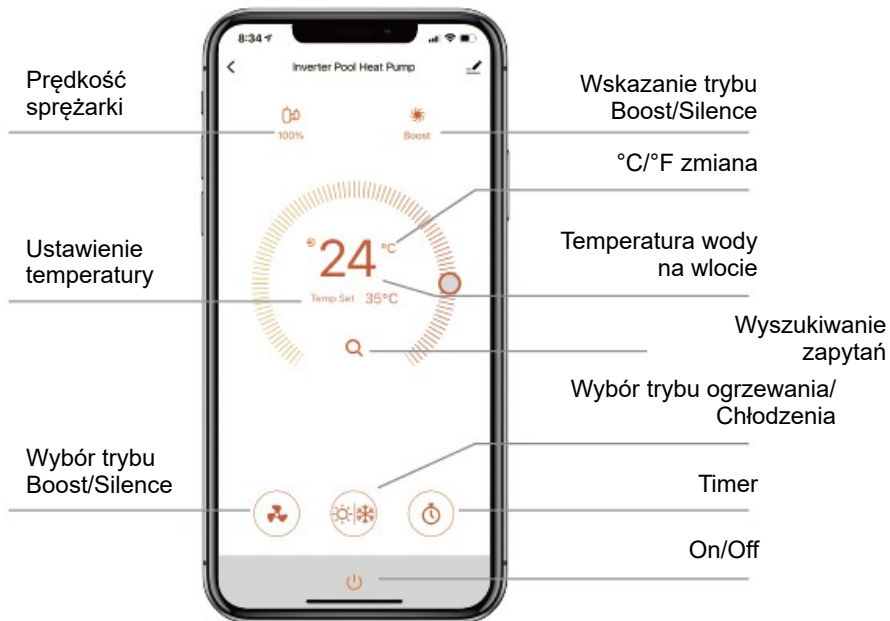 8:34
Inverter Pool Heat Pump
Prędkość
sprężarki
Wskazanie trybu
Boost/Silence
100%
Boost
°C/°F zmiana
Ustawienie
temperatury
24 °C
Temp Set 35°C
Temperatura wody
na wlocie
Wyszukiwanie
zapytań
Wybór trybu ogrzewania/
Chłodzenia
Wybór trybu
Boost/Silence
Timer
On/Off